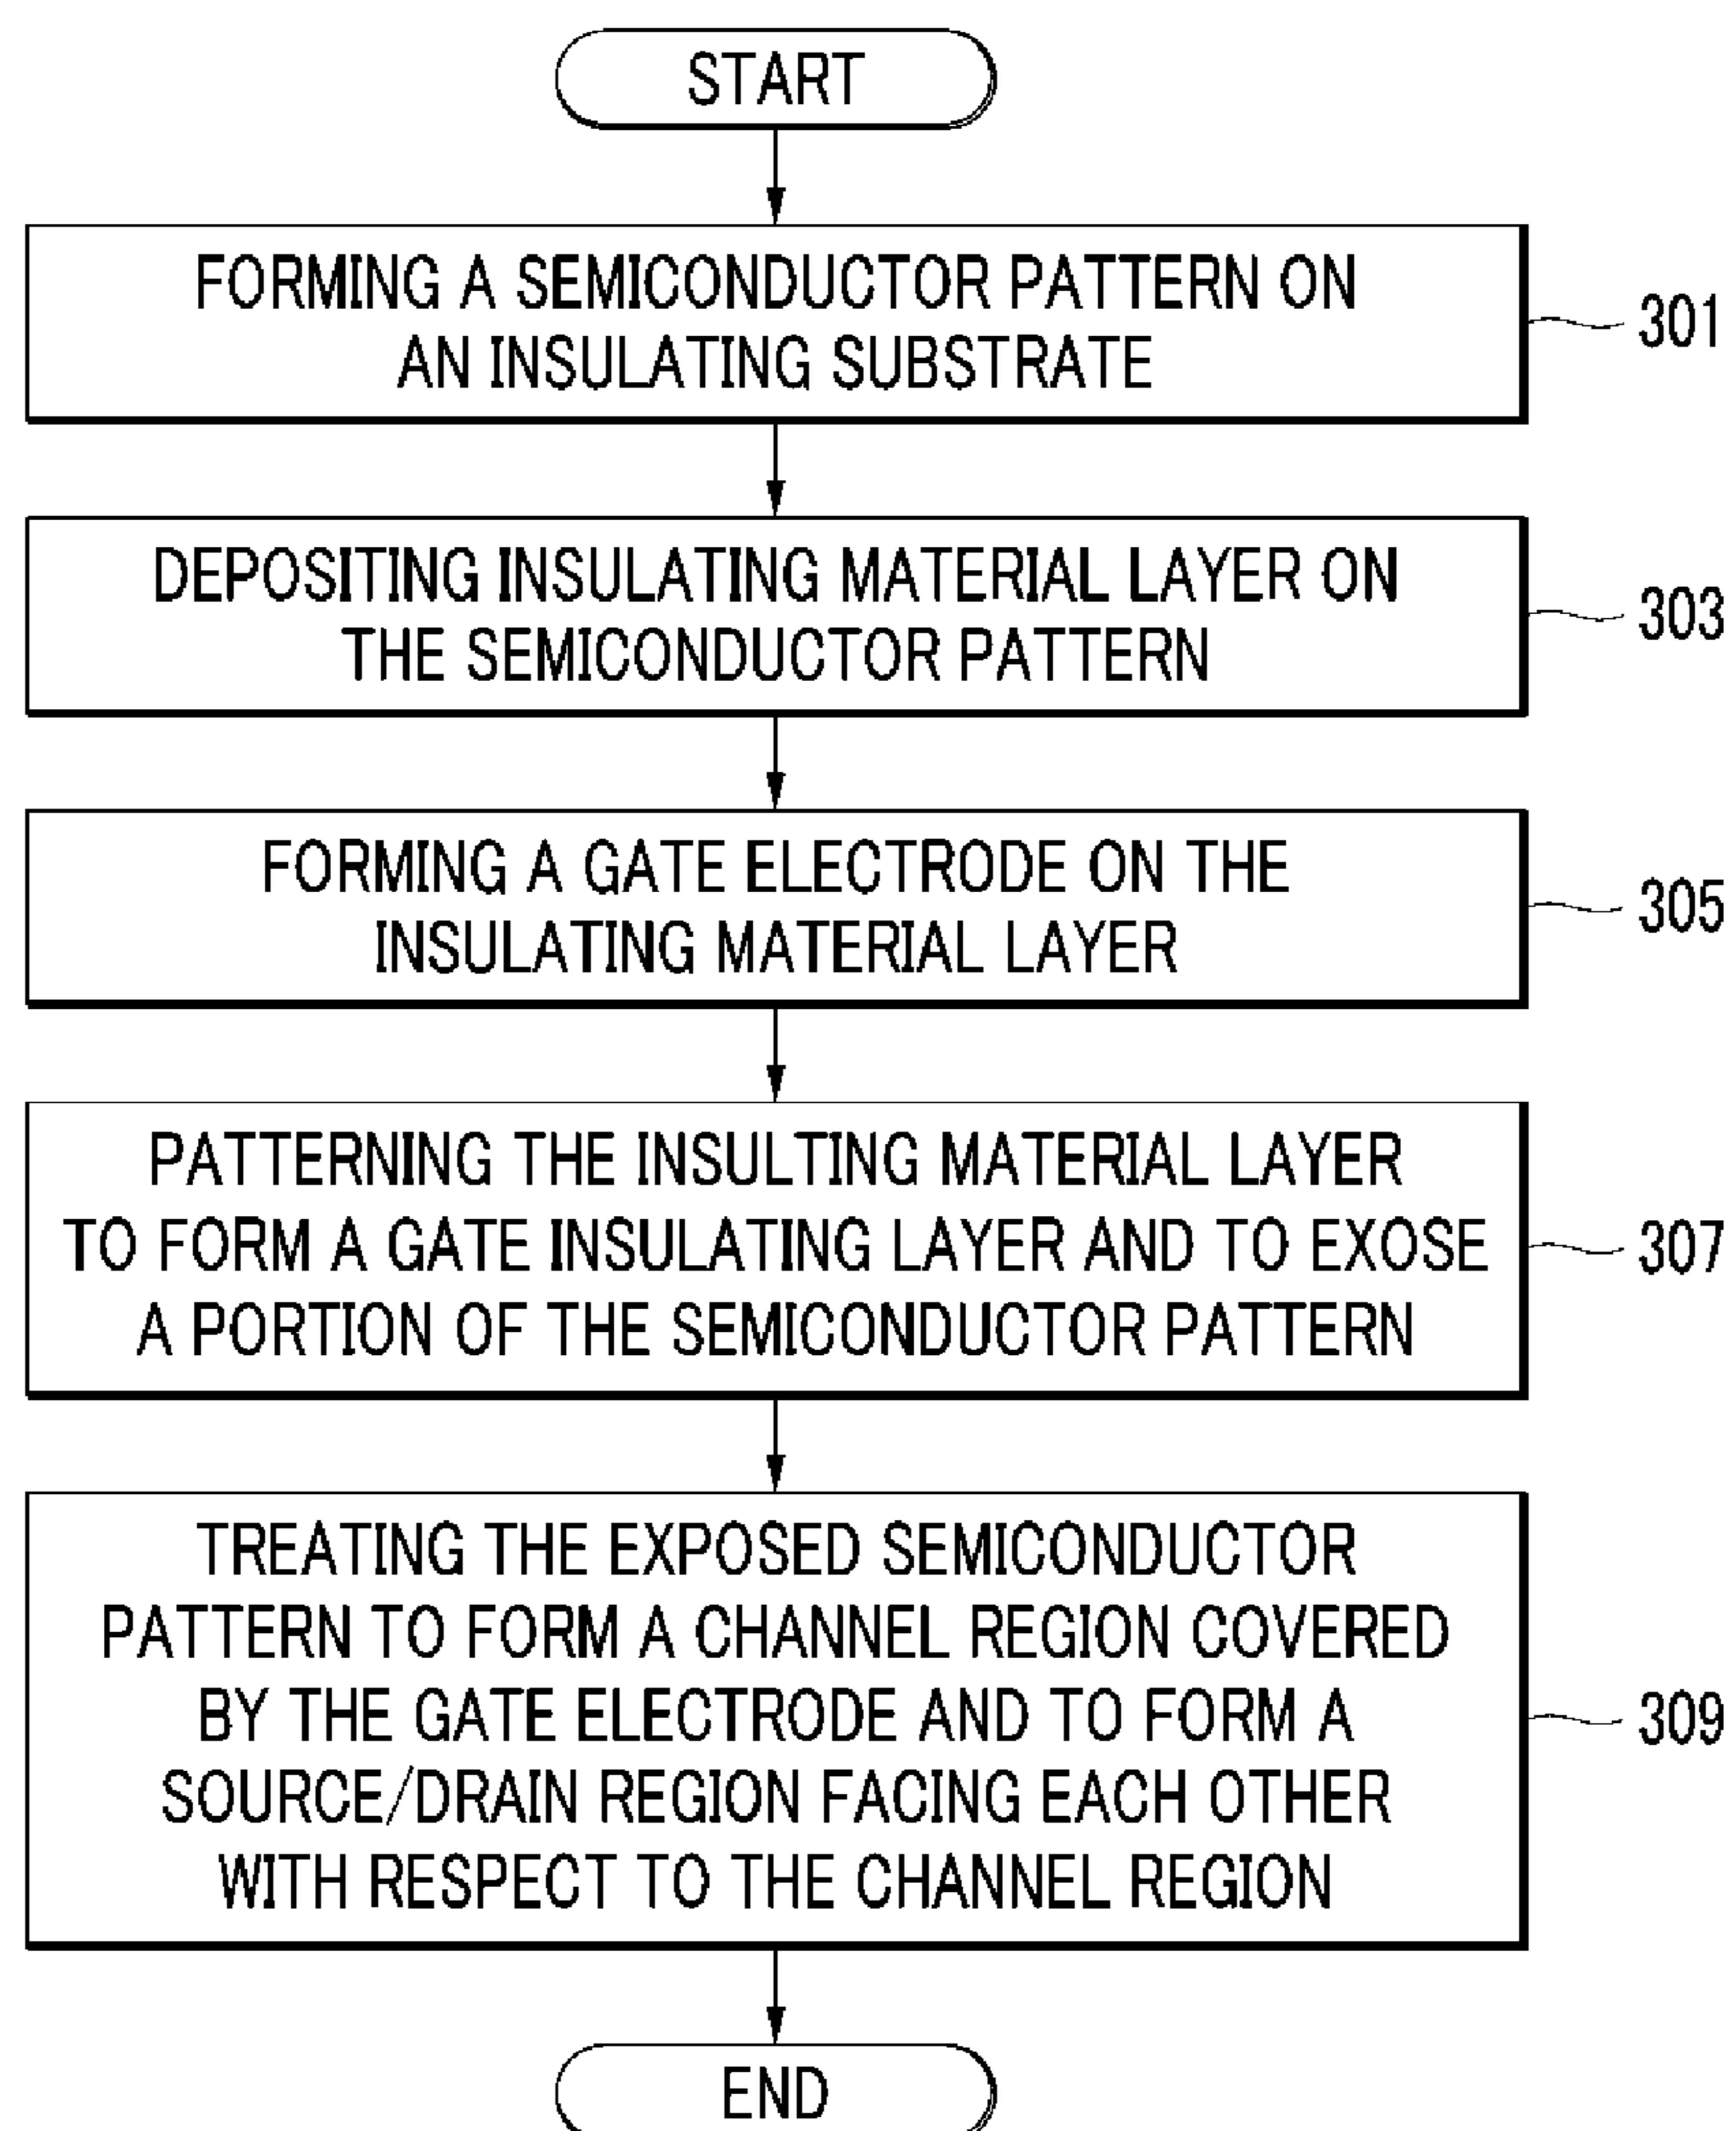 START
FORMING A SEMICONDUCTOR PATTERN ON
AN INSULATING SUBSTRATE
301
DEPOSITING INSULATING MATERIAL LAYER ON
THE SEMICONDUCTOR PATTERN
303
FORMING A GATE ELECTRODE ON THE
INSULATING MATERIAL LAYER
305
PATTERNING THE INSULTING MATERIAL LAYER
TO FORM A GATE INSULATING LAYER AND TO EXOSE
A PORTION OF THE SEMICONDUCTOR PATTERN
307
TREATING THE EXPOSED SEMICONDUCTOR
PATTERN TO FORM A CHANNEL REGION COVERED
BY THE GATE ELECTRODE AND TO FORM A
SOURCE/DRAIN REGION FACING EACH OTHER
WITH RESPECT TO THE CHANNEL REGION
309
END